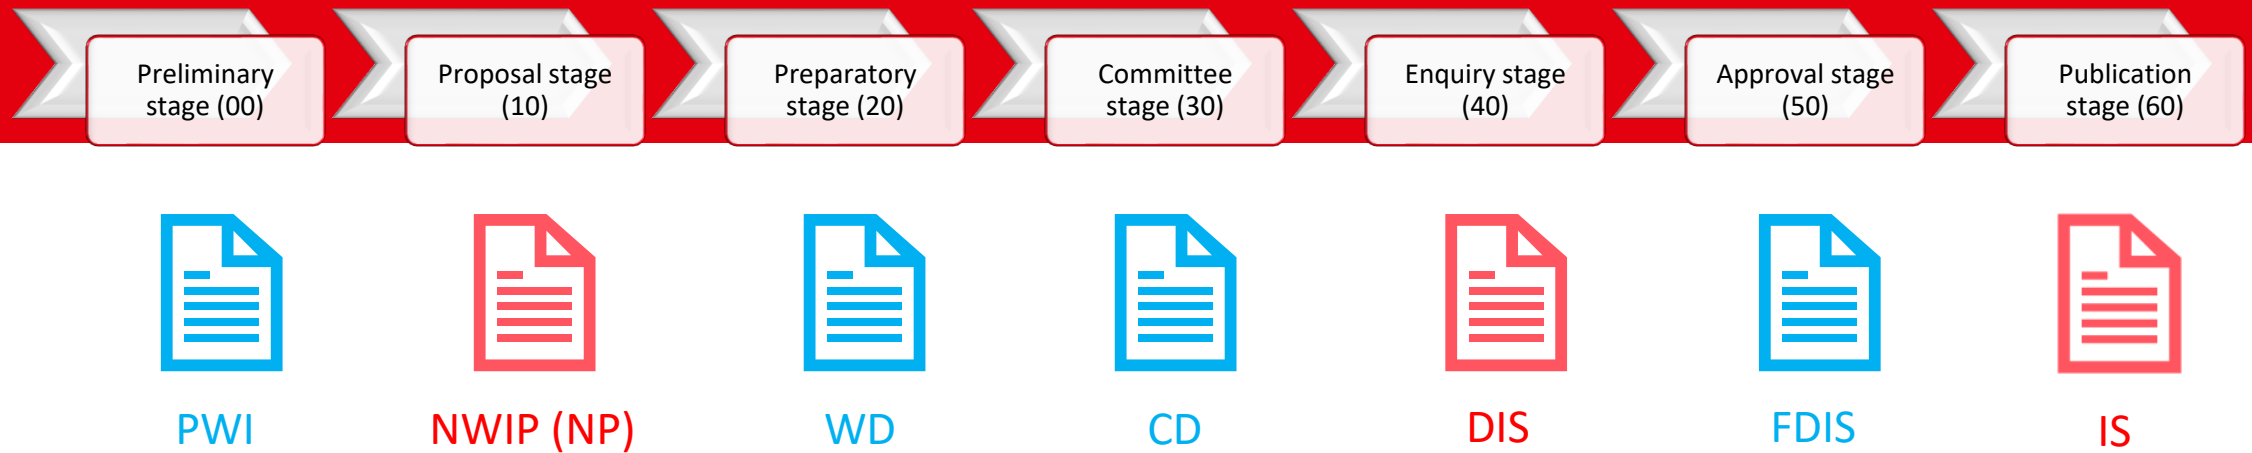 Preliminary
stage (00)
Proposal stage
(10)
Preparatory
stage (20)
Committee
stage (30)
Enquiry stage
(40)
Approval stage
(50)
Publication
stage (60)
PWI
NWIP (NP)
WD
CD
DIS
FDIS
IS